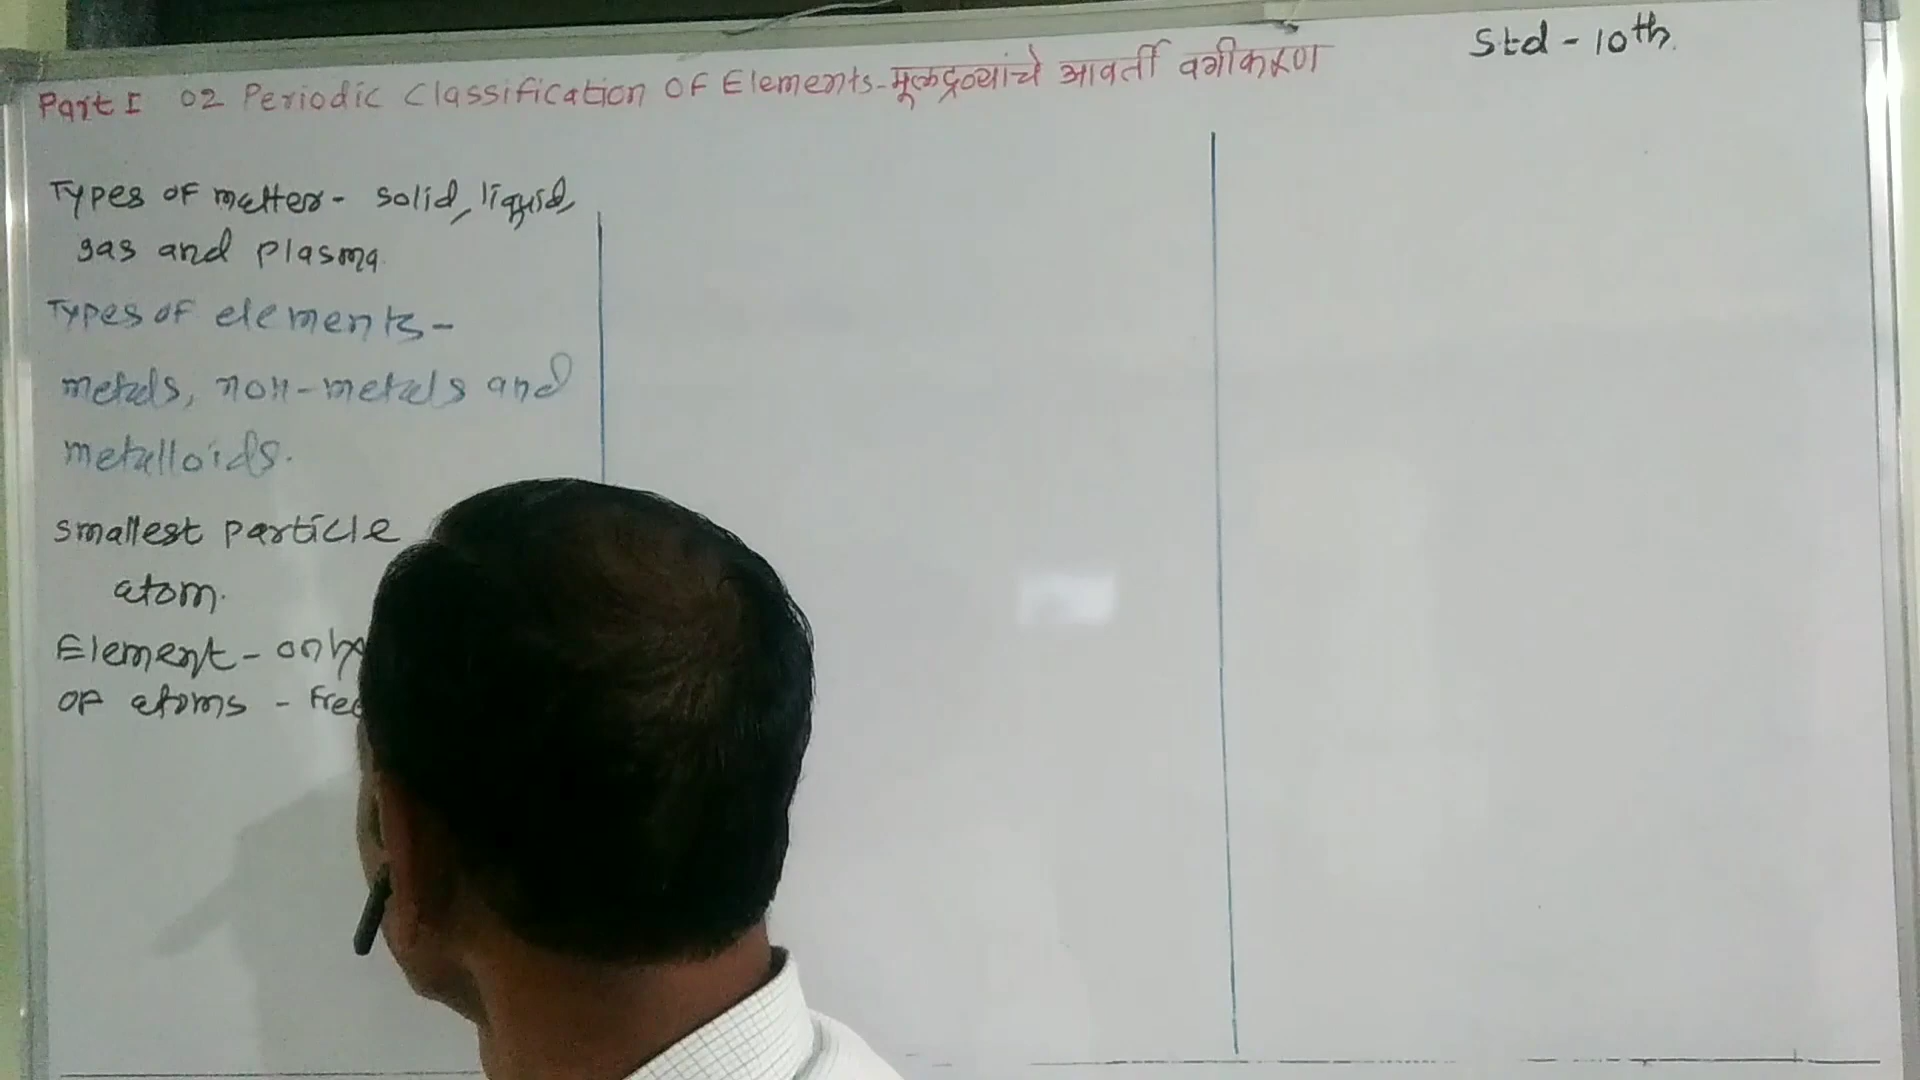 Std - 10th.
Part I 02 Periodic Classification Of Elements - मूलद्रव्यांचे आवर्ती वर्गीकरण
Types of matter - solid, liquid,
gas and plasma.
Types of elements -
metals, non-metals and
metalloids.
smallest particle
atom.
Element - only
of atoms -